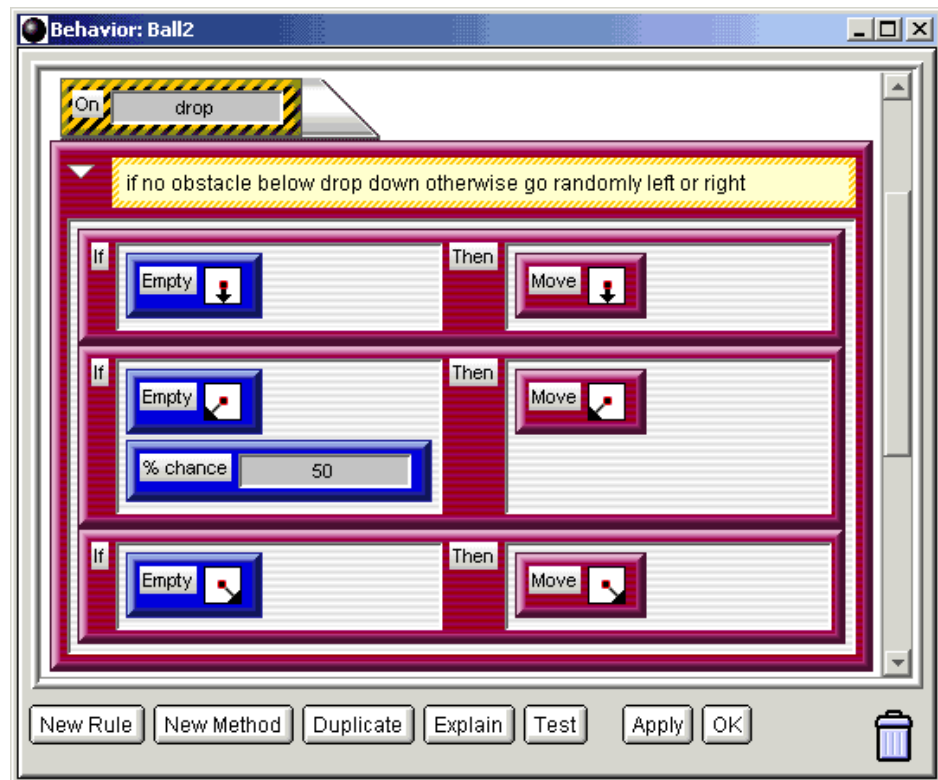 Behavior: Ball2
On drop
if no obstacle below drop down otherwise go randomly left or right
If Empty Then Move
If Empty Then Move
% chance 50
If Empty Then Move
New Rule New Method Duplicate Explain Test Apply OK